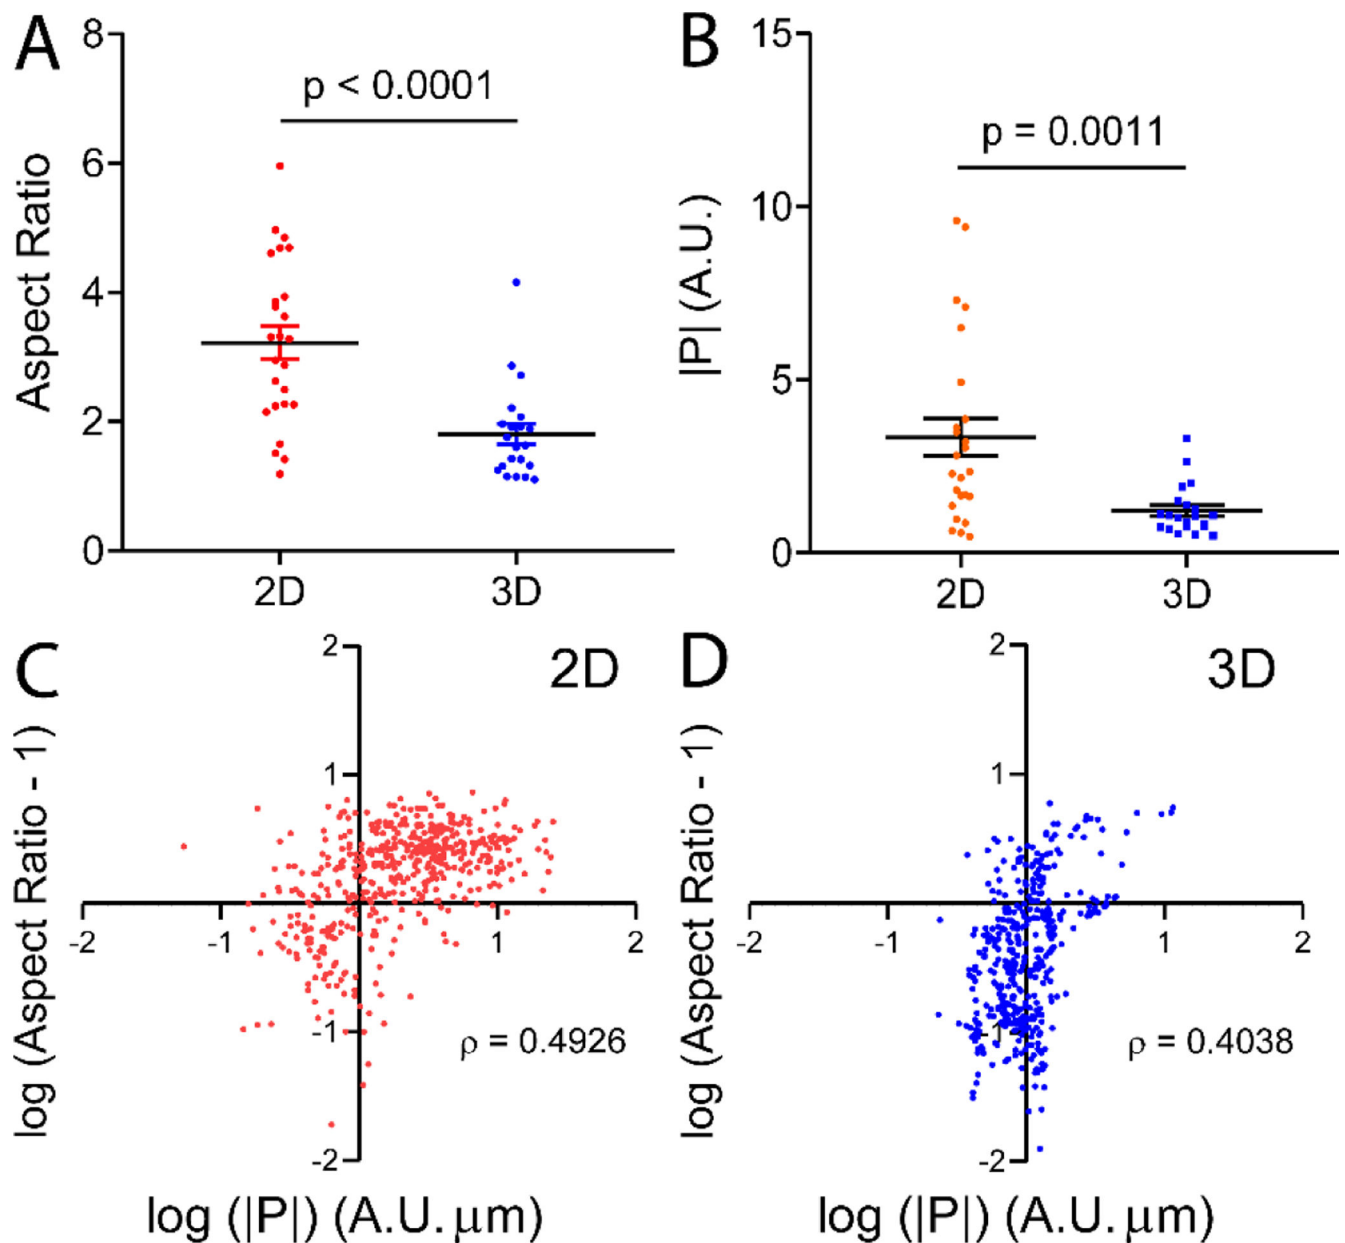 A
8
6
4
2
0
Aspect Ratio
p < 0.0001
2D
3D
B
15
10
5
0
|P| (A.U.)
p = 0.0011
2D
3D
C
2D
2
1
-1
-2
-2
-1
1
2
log (Aspect Ratio - 1)
log (|P|) (A.U. μm)
ρ = 0.4926
D
3D
2
1
-1
-2
-2
-1
1
2
log (Aspect Ratio - 1)
log (|P|) (A.U. μm)
ρ = 0.4038